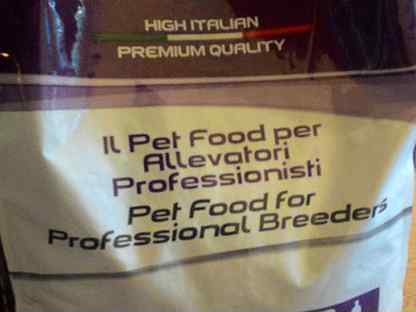 HIGH ITALIAN
PREMIUM QUALITY
Il Pet Food per
Allevatori
Professionisti
Pet Food for
Professional Breeders